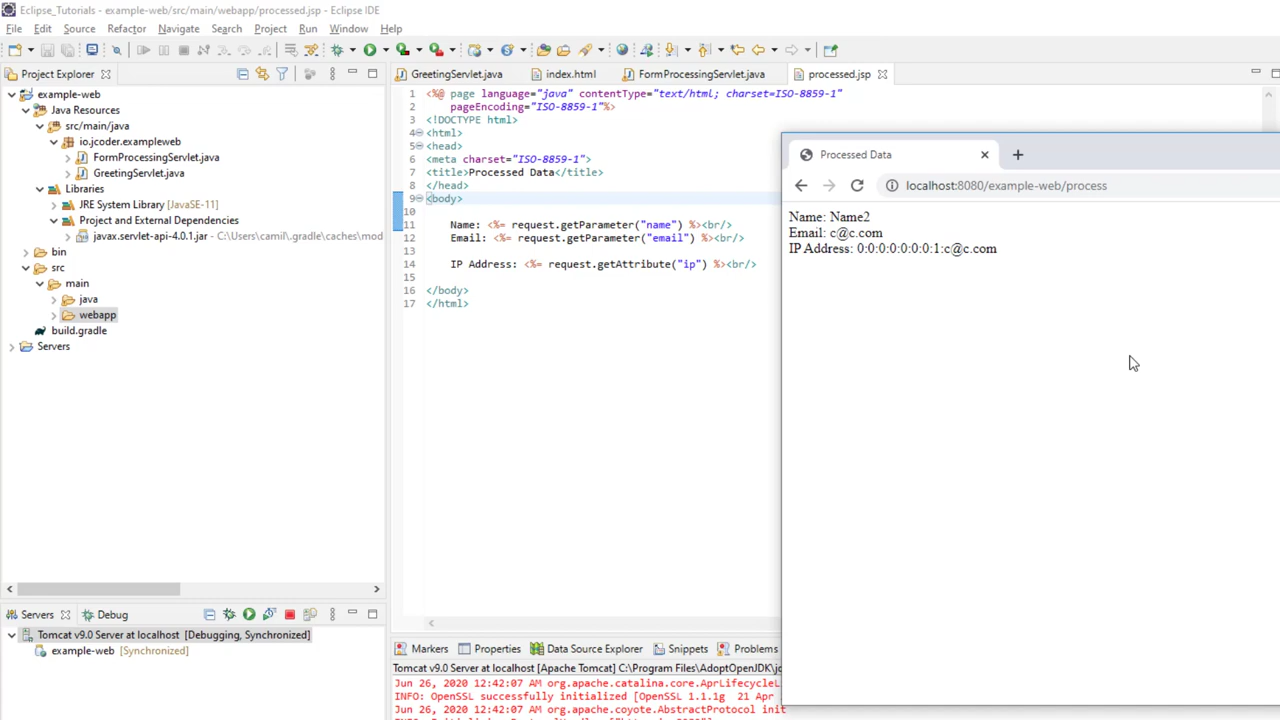 Eclipse_Tutorials - example-web/src/main/webapp/processed.jsp - Eclipse IDE
File Edit Source Refactor Navigate Search Project Run Window Help
Project Explorer
example-web
Java Resources
src/main/java
io.jcoder.exampleweb
FormProcessingServlet.java
GreetingServlet.java
Libraries
JRE System Library [JavaSE-11]
Project and External Dependencies
javax.servlet-api-4.0.1.jar - C:\Users\camil\.gradle\caches\mod
bin
src
main
java
webapp
build.gradle
Servers
GreetingServlet.java index.html FormProcessingServlet.java processed.jsp
1 <%@ page language="java" contentType="text/html; charset=ISO-8859-1"
2 pageEncoding="ISO-8859-1"%>
3 <!DOCTYPE html>
4 <html>
5 <head>
6 <meta charset="ISO-8859-1">
7 <title>Processed Data</title>
8 </head>
9 <body>
10
11 Name: <%= request.getParameter("name") %><br/>
12 Email: <%= request.getParameter("email") %><br/>
13
14 IP Address: <%= request.getAttribute("ip") %><br/>
15
16 </body>
17 </html>
Processed Data
localhost:8080/example-web/process
Name: Name2
Email: c@c.com
IP Address: 0:0:0:0:0:0:0:1:c@c.com
Servers Debug
Tomcat v9.0 Server at localhost [Debugging, Synchronized]
example-web [Synchronized]
Markers Properties Data Source Explorer Snippets Problems
Tomcat v9.0 Server at localhost [Apache Tomcat] C:\Program Files\AdoptOpenJDK\jd
Jun 26, 2020 12:42:07 AM org.apache.catalina.core.AprLifecycleL
INFO: OpenSSL successfully initialized [OpenSSL 1.1.1g 21 Apr
Jun 26, 2020 12:42:07 AM org.apache.coyote.AbstractProtocol init